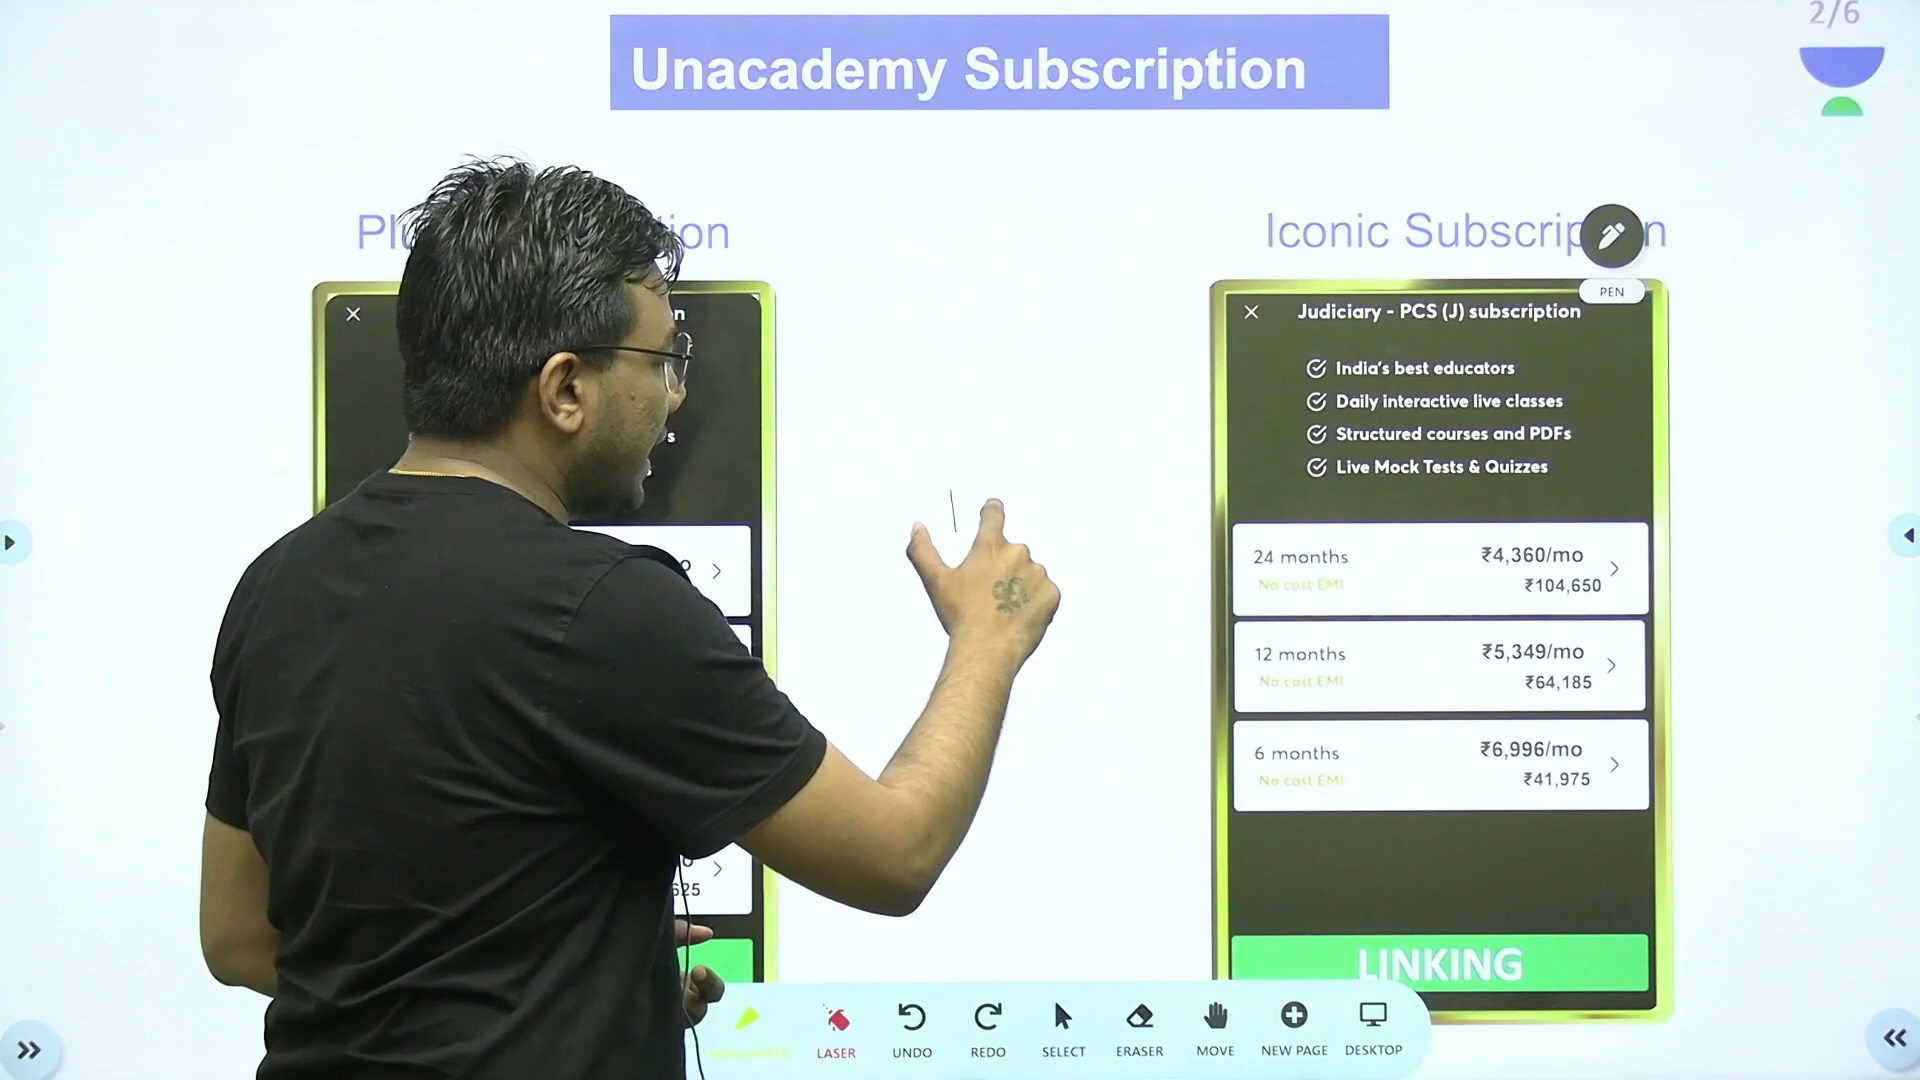 2/6
Unacademy Subscription
Iconic
PEN
Judiciary - PCS (J) subscription
India's best educators
Daily interactive live classes
Structured courses and PDFs
Live Mock Tests & Quizzes
24 months ₹4,360/mo
No cost EMI ₹104,650
12 months ₹5,349/mo
No cost EMI ₹64,185
6 months ₹6,996/mo
No cost EMI ₹41,975
625
LINKING
LASER UNDO REDO SELECT ERASER MOVE NEW PAGE DESKTOP